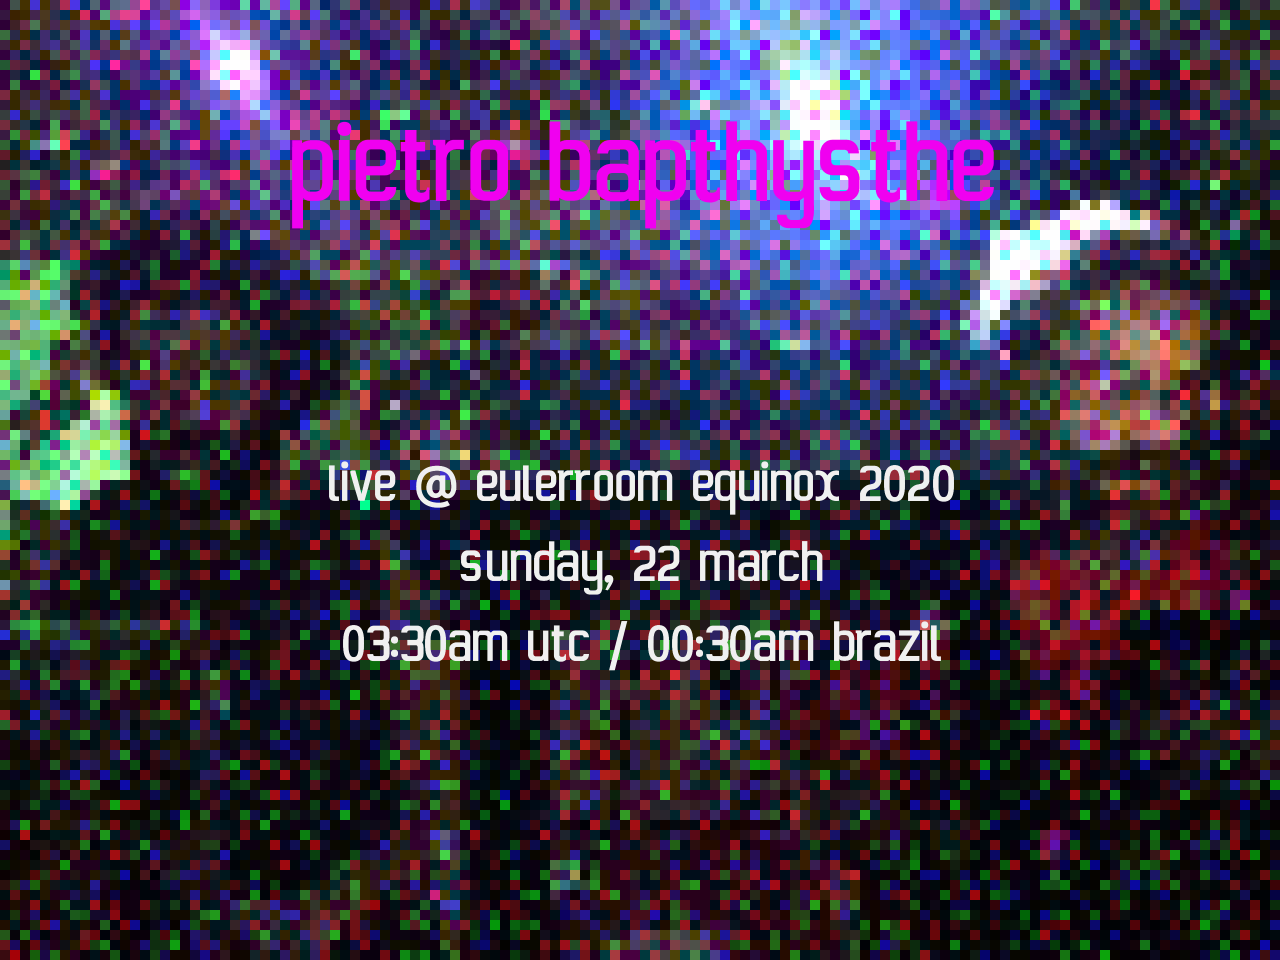 pietro bapthysthe
live @ eulerroom equinox 2020
sunday, 22 march
03:30am utc / 00:30am brazil